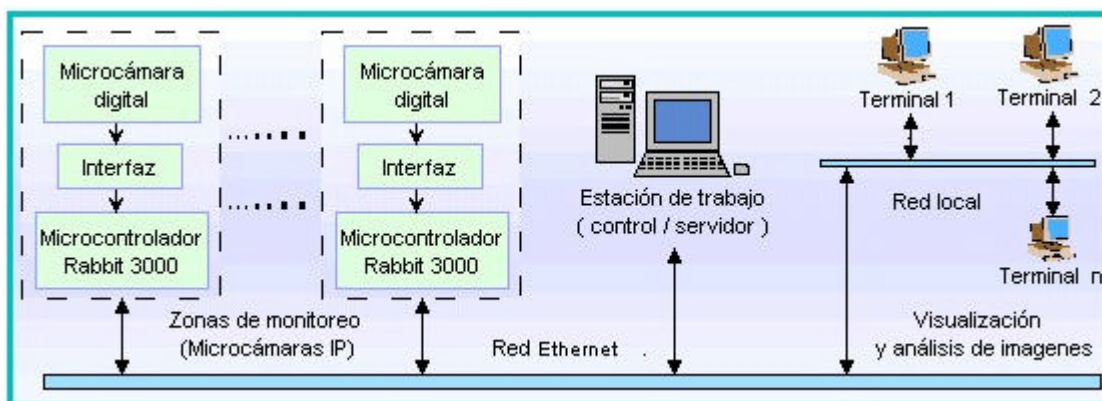 Microcámara
digital
Interfaz
Microcontrolador
Rabbit 3000
Microcámara
digital
Interfaz
Microcontrolador
Rabbit 3000
Zonas de monitoreo
(Microcámaras IP)
Red Ethernet .
Estación de trabajo
( control / servidor )
Terminal 1
Terminal 2
Red local
Terminal n
Visualización
y análisis de imagenes